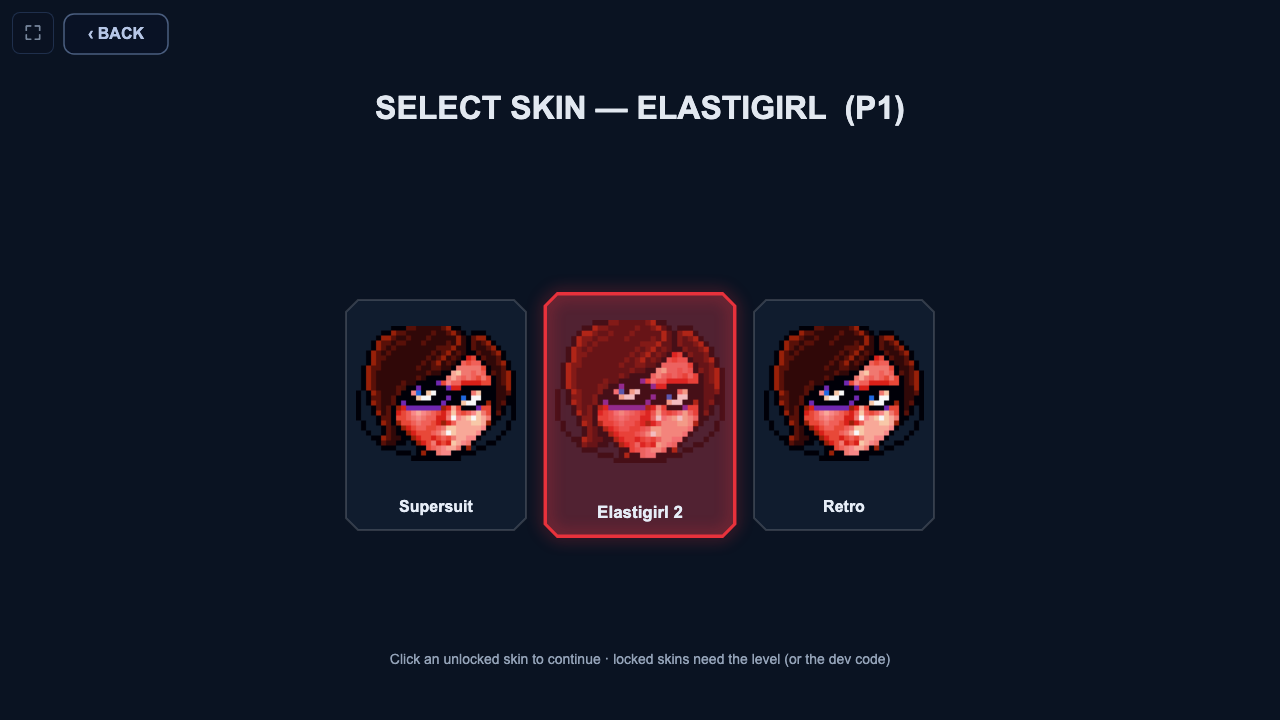 ‹ BACK
SELECT SKIN — ELASTIGIRL (P1)
Supersuit
Elastigirl 2
Retro
Click an unlocked skin to continue · locked skins need the level (or the dev code)